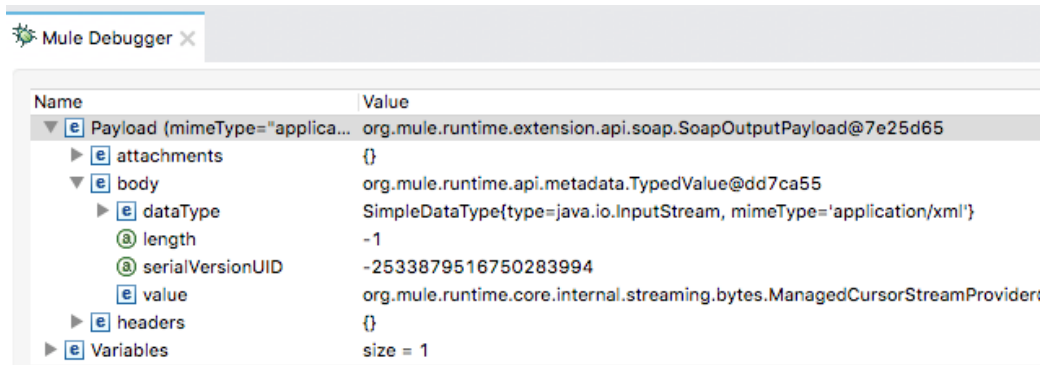 Mule Debugger
Name Value
e Payload (mimeType="applica... org.mule.runtime.extension.api.soap.SoapOutputPayload@7e25d65
e attachments {}
e body org.mule.runtime.api.metadata.TypedValue@dd7ca55
e dataType SimpleDataType{type=java.io.InputStream, mimeType='application/xml'}
a length -1
a serialVersionUID -2533879516750283994
e value org.mule.runtime.core.internal.streaming.bytes.ManagedCursorStreamProvider@
e headers {}
e Variables size = 1